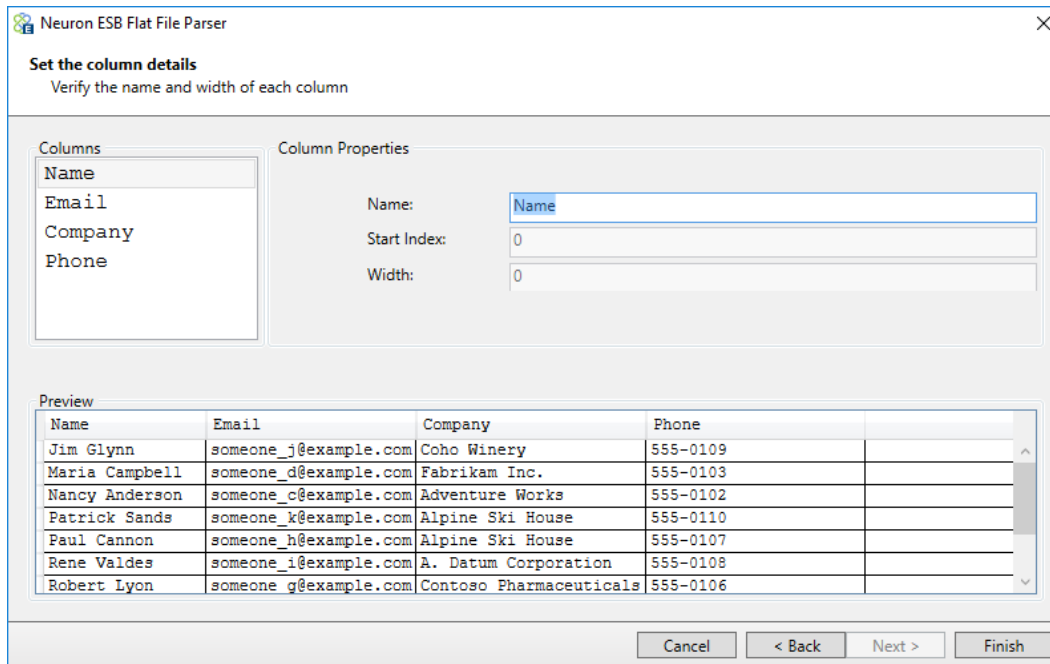 Neuron ESB Flat File Parser
Set the column details
Verify the name and width of each column
Columns
Name
Email
Company
Phone
Column Properties
Name: Name
Start Index: 0
Width: 0
Preview
Name Email Company Phone
Jim Glynn someone_j@example.com Coho Winery 555-0109
Maria Campbell someone_d@example.com Fabrikam Inc. 555-0103
Nancy Anderson someone_c@example.com Adventure Works 555-0102
Patrick Sands someone_k@example.com Alpine Ski House 555-0110
Paul Cannon someone_h@example.com Alpine Ski House 555-0107
Rene Valdes someone_i@example.com A. Datum Corporation 555-0108
Robert Lyon someone_g@example.com Contoso Pharmaceuticals 555-0106
Cancel < Back Next > Finish